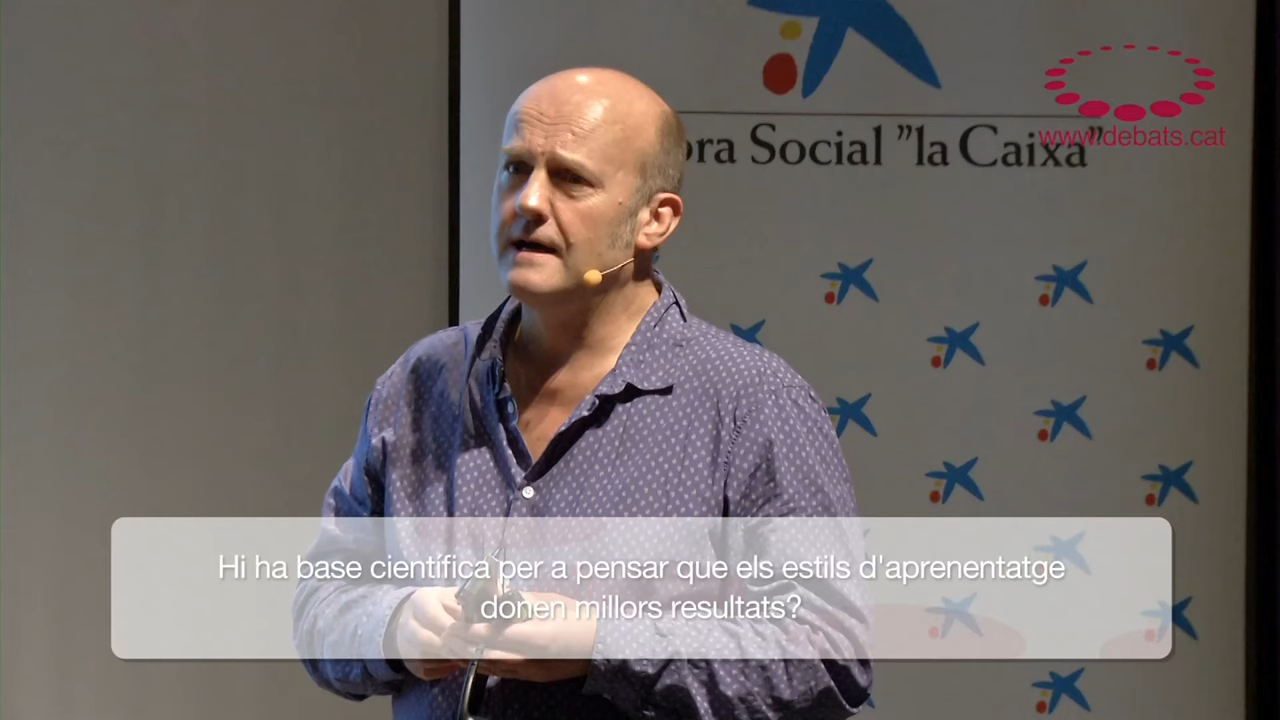 ora Social "la Caixa"
www.debats.cat
Hi ha base científica per a pensar que els estils d'aprenentatge
donen millors resultats?